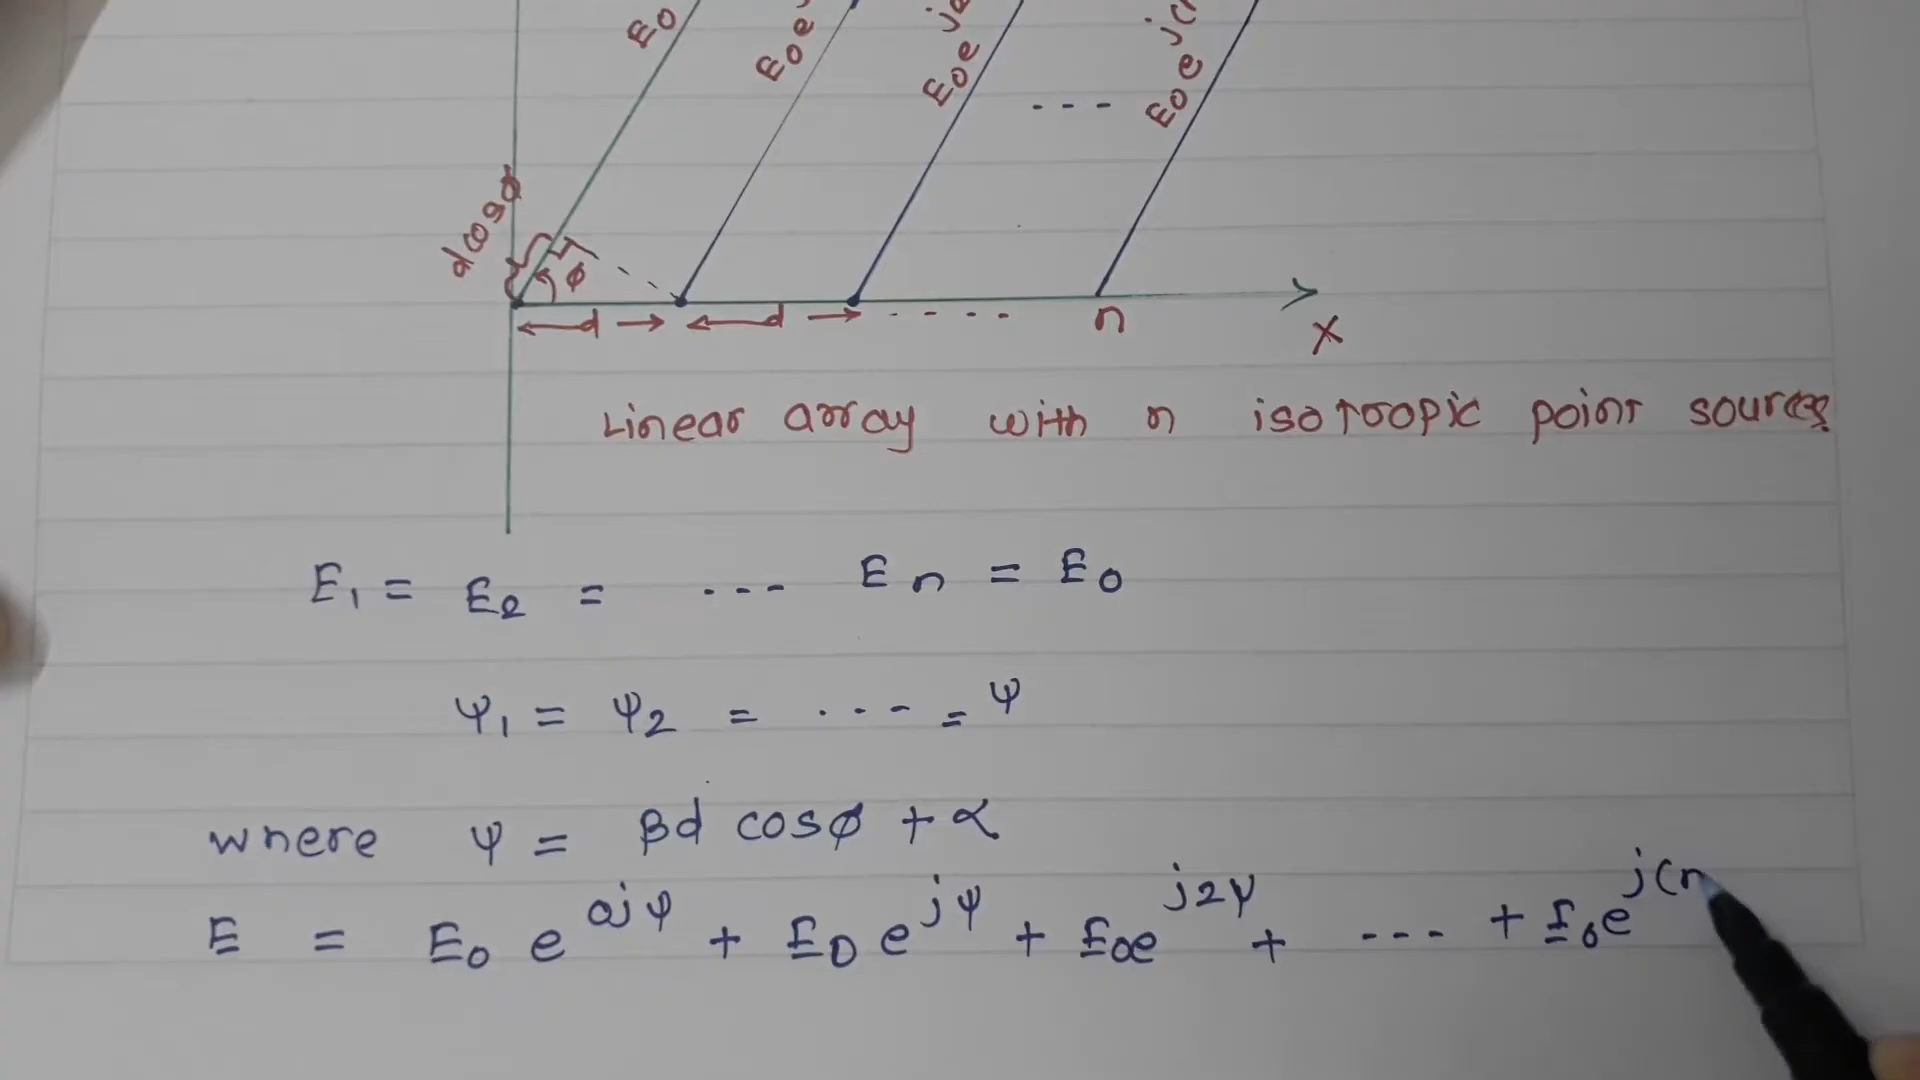 E0 E0e E0e^j E0e^j(
---
dcosφ
φ
d d - - - - n
X
Linear array with n isotropic point sources
E1 = E2 = --- En = E0
ψ1 = ψ2 = ---- = ψ
where ψ = βd cosφ + α
E = E0 e^0jψ + E0 e^jψ + E0e^j2ψ + --- + E0e^j(n